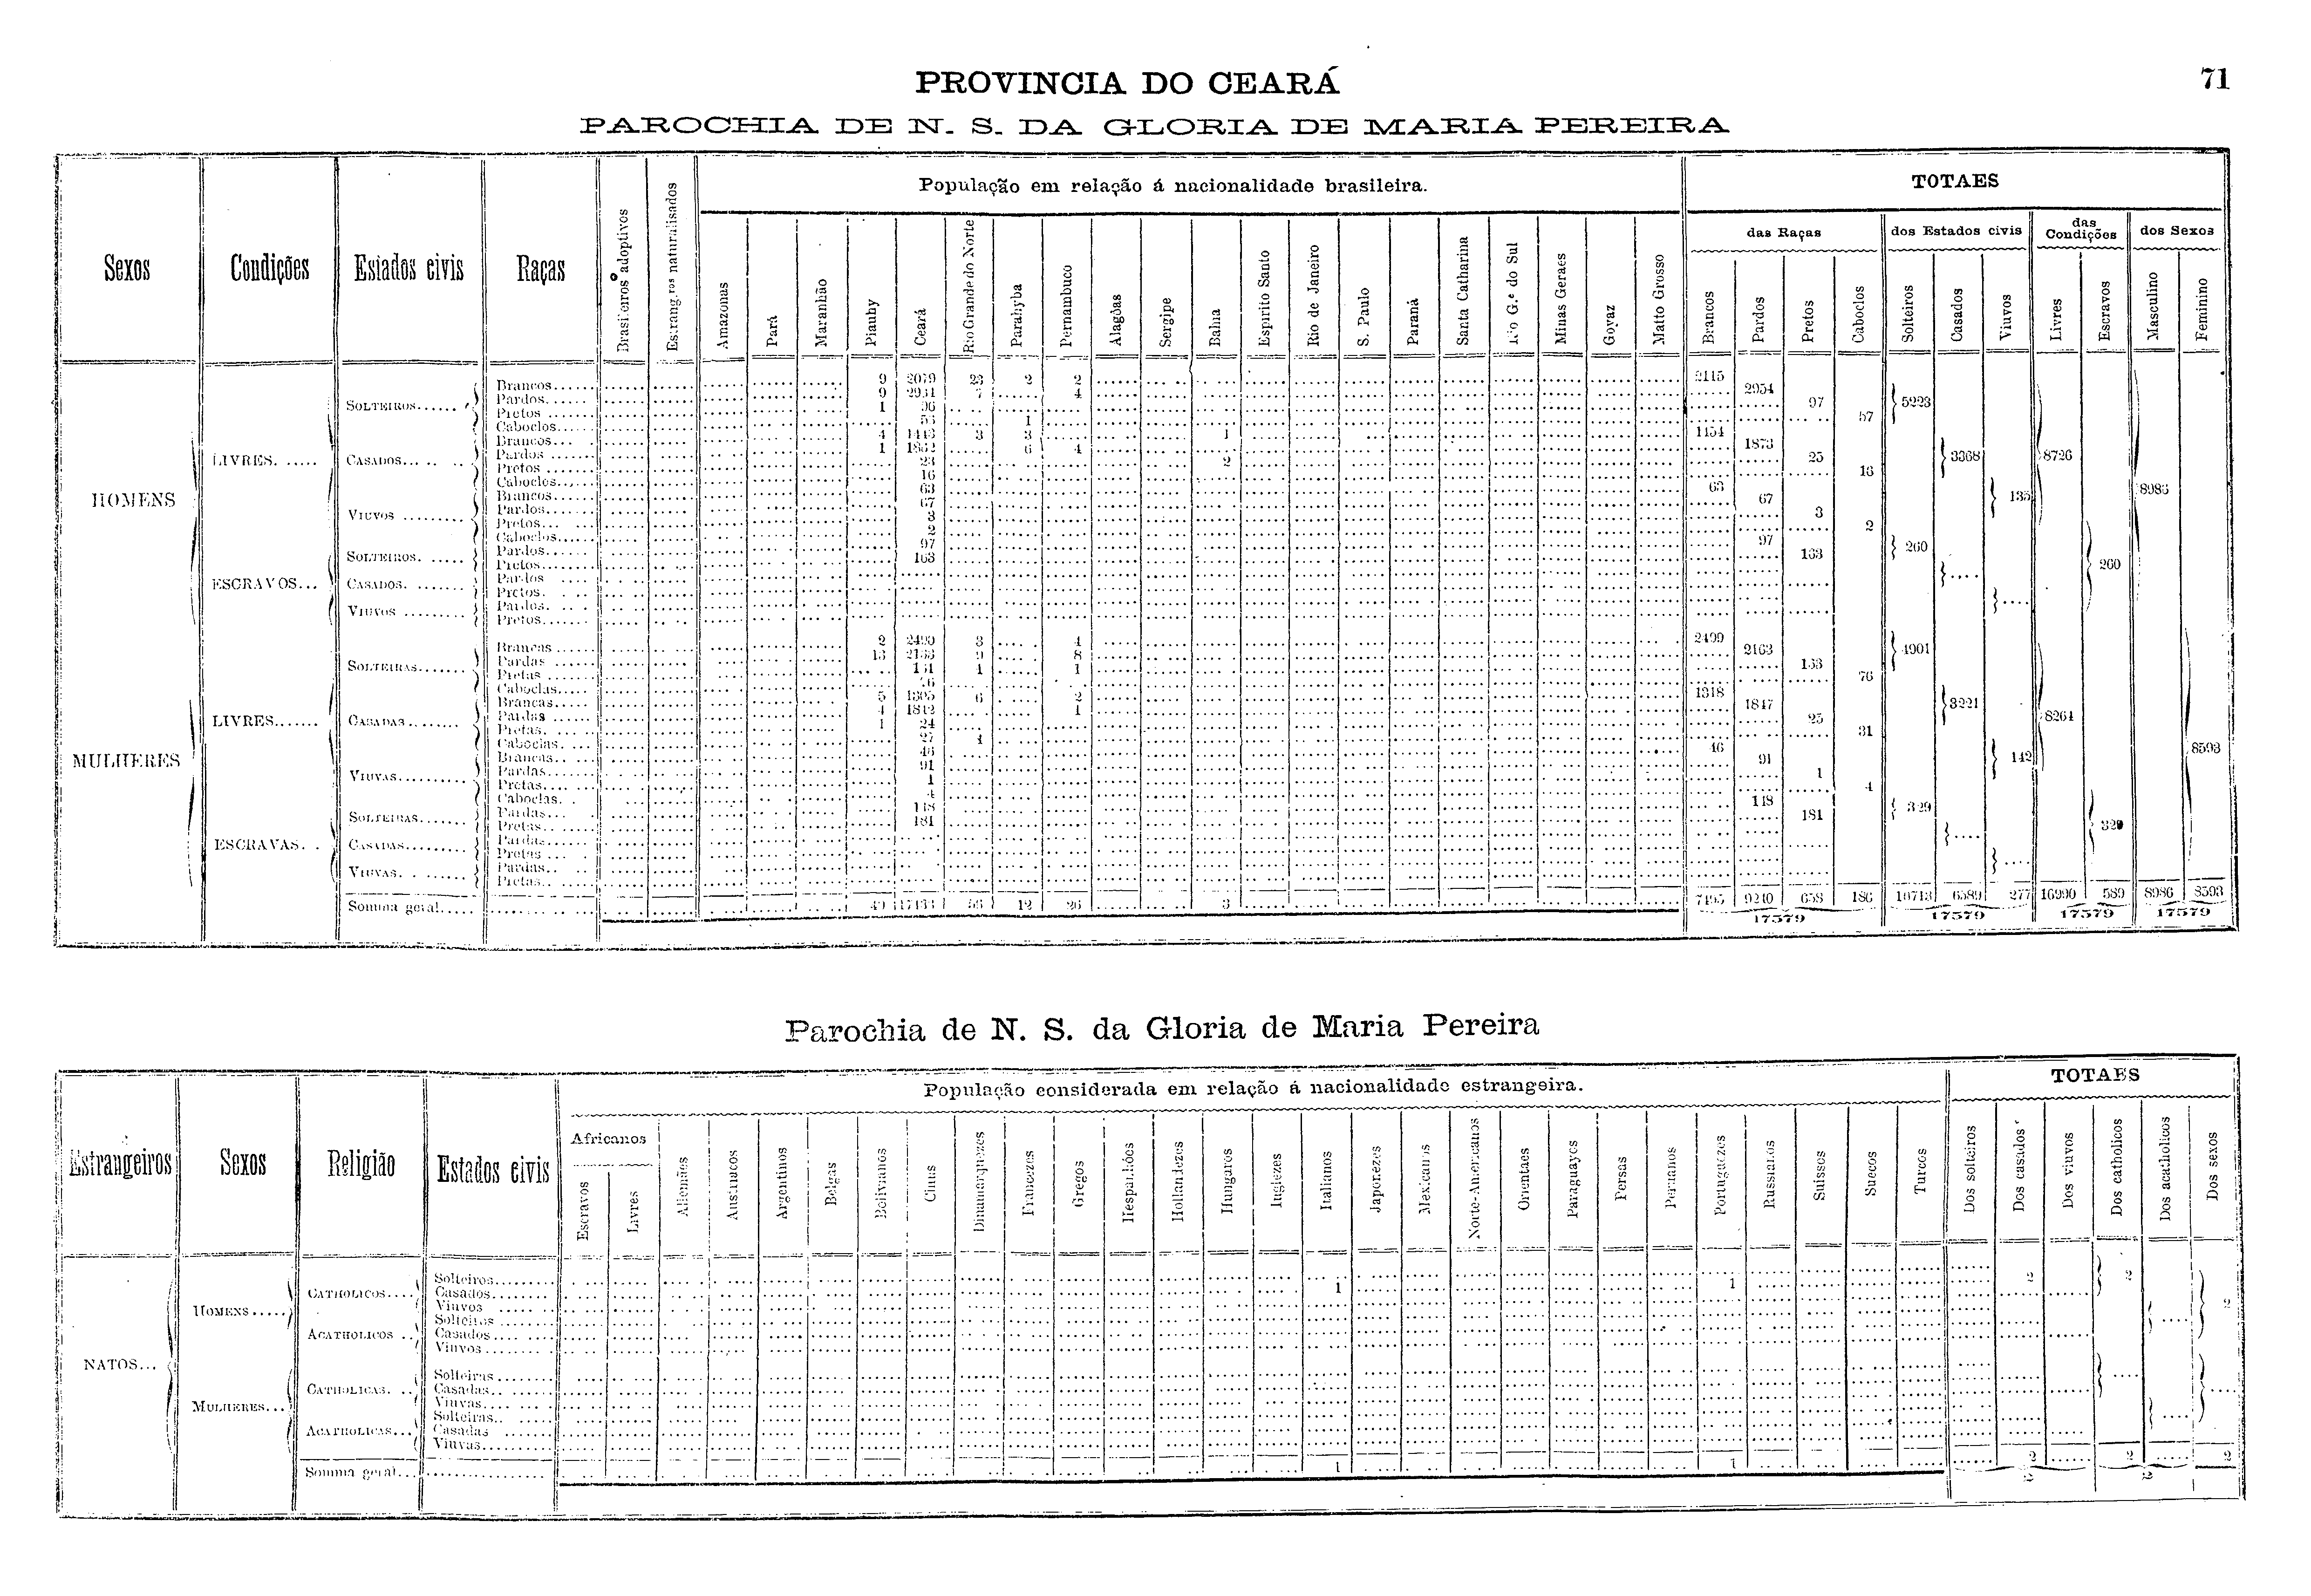 PROVINCIA DO CEARÁ
71
PAROCHIA DE N. S. DA GLORIA DE MARIA PEREIRA
Sexos Condições Estados civis Raças
Brasileiros adoptivos
Estrang.ros naturalisados
População em relação á nacionalidade brasileira.
Amazonas Pará Maranhão Piauhy Ceará Rio Grande do Norte Parahyba Pernambuco Alagôas Sergipe Bahia Espirito Santo Rio de Janeiro S. Paulo Paraná Santa Catharina Rio G.e do Sul Minas Geraes Goyaz Matto Grosso
TOTAES
das Raças dos Estados civis das Condições dos Sexos
Brancos Pardos Pretos Caboclos Solteiros Casados Viuvos Livres Escravos Masculino Feminino
HOMENS
LIVRES
SOLTEIROS
Brancos 9 2079 23 2 2 2115
Pardos 9 2934 7 4 2954
Pretos 1 96 97
Caboclos 1 57
5223
CASADOS
Brancos 4 1443 3 3 1 1454
Pardos 1 1862 6 4 1873
Pretos 23 2 25
Caboclos 16 16
3368
8726
VIUVOS
Brancos 63 63
Pardos 67 67
Pretos 3 3
Caboclos 2 2
135
ESCRAVOS
SOLTEIROS
Pardos 97 97
Pretos 163 163
260
CASADOS
Pardos
Pretos
VIUVOS
Pardos
Pretos
260
8986
MULHERES
LIVRES
SOLTEIRAS
Brancas 2 2490 3 4 2499
Pardas 13 2133 9 8 2163
Pretas 1 163
Caboclas 76 76
4901
CASADAS
Brancas 5 1305 6 2 1318
Pardas 4 1842 1 1847
Pretas 1 24 25
Caboclas 27 4 31
3221
8264
VIUVAS
Brancas 46 46
Pardas 91 91
Pretas 1 1
Caboclas 4 4
142
ESCRAVAS
SOLTEIRAS
Pardas 148 148
Pretas 181 181
329
CASADAS
Pardas
Pretas
VIUVAS
Pardas
Pretas
329
8593
Somma geral 12 26 3 7495 9240 658 186 10713 6589 277 16990 589 8986 8593
17579 17579 17579 17579
Parochia de N. S. da Gloria de Maria Pereira
Estrangeiros Sexos Religião Estados civis
População considerada em relação á nacionalidade estrangeira.
Africanos
Escravos Livres
Allemães Austriacos Argentinos Belgas Bolivianos Chins Dinamarquezes Francezes Gregos Hespanhóes Hollandezes Hungaros Inglezes Italianos Japonezes Mexicanos Norte-Americanos Orientaes Paraguayos Persas Peruanos Portuguezes Russianos Suissos Suecos Turcos
TOTAES
Dos solteiros Dos casados Dos viuvos Dos catholicos Dos acatholicos Dos sexos
NATOS
HOMENS
CATHOLICOS
Solteiros
Casados 1 1 2
Viuvos
2
ACATHOLICOS
Solteiros
Casados
Viuvos
2
MULHERES
CATHOLICAS
Solteiras
Casadas
Viuvas
ACATHOLICAS
Solteiras
Casadas
Viuvas
Somma geral 1 1 2 2 2
2 2